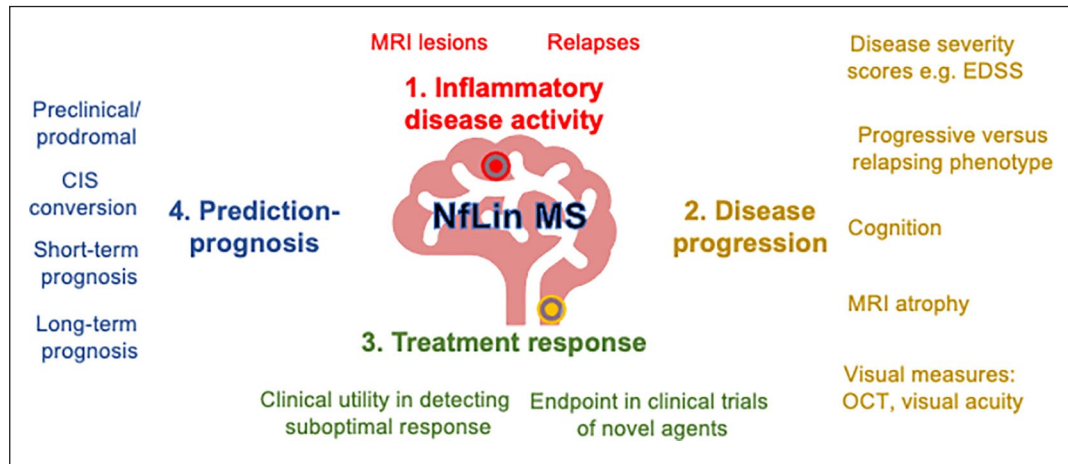 MRI lesions
Relapses
1. Inflammatory
disease activity
NfLin MS
2. Disease
progression
Disease severity
scores e.g. EDSS
Progressive versus
relapsing phenotype
Cognition
MRI atrophy
Visual measures:
OCT, visual acuity
3. Treatment response
Clinical utility in detecting
suboptimal response
Endpoint in clinical trials
of novel agents
4. Prediction-
prognosis
Preclinical/
prodromal
CIS
conversion
Short-term
prognosis
Long-term
prognosis